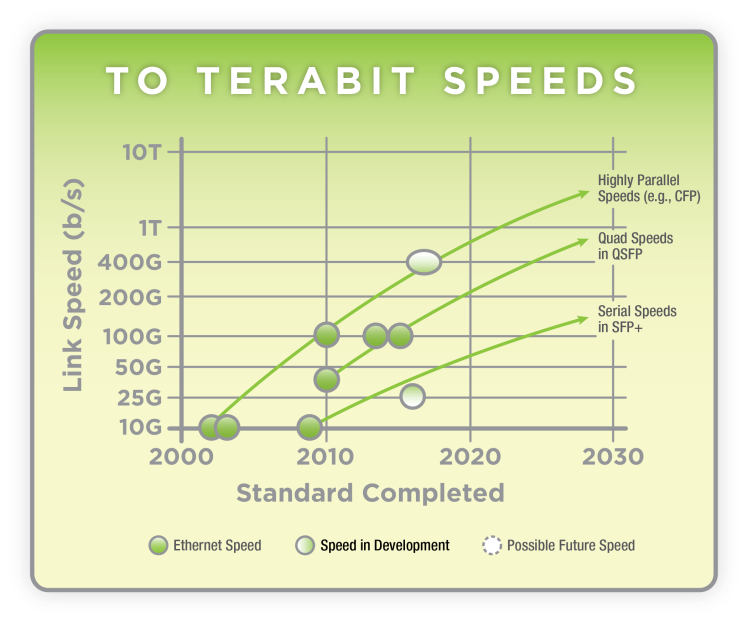 TO TERABIT SPEEDS
Link Speed (b/s)
10T
1T
400G
200G
100G
50G
25G
10G
2000
2010
2020
2030
Standard Completed
Highly Parallel
Speeds (e.g., CFP)
Quad Speeds
in QSFP
Serial Speeds
in SFP+
Ethernet Speed
Speed in Development
Possible Future Speed